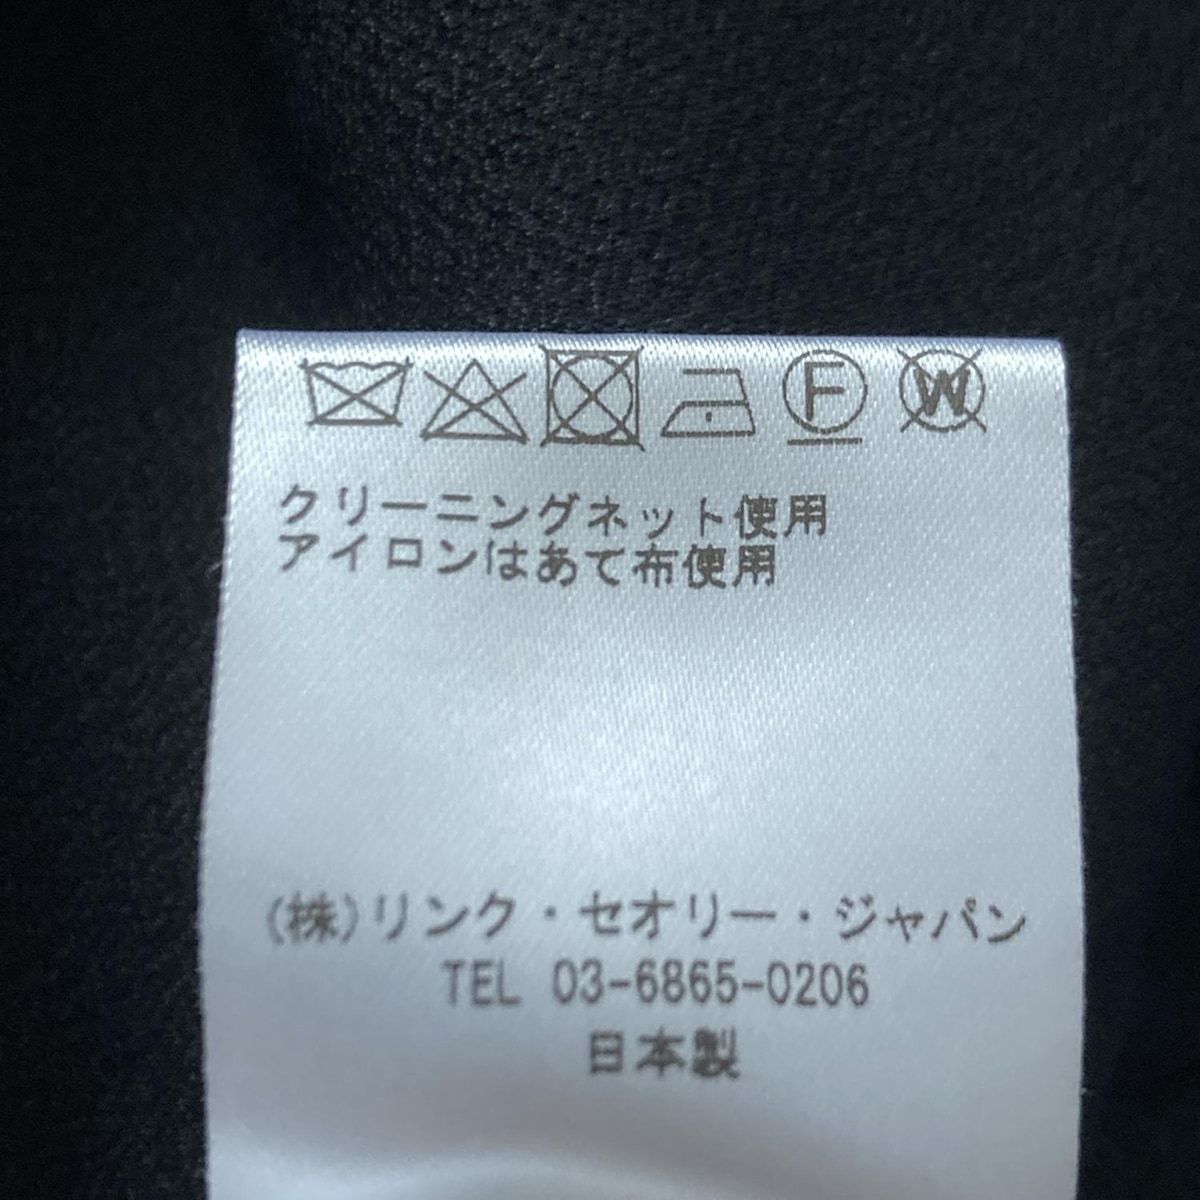 F W
クリーニングネット使用
アイロンはあて布使用
(株)リンク・セオリー・ジャパン
TEL 03-6865-0206
日本製